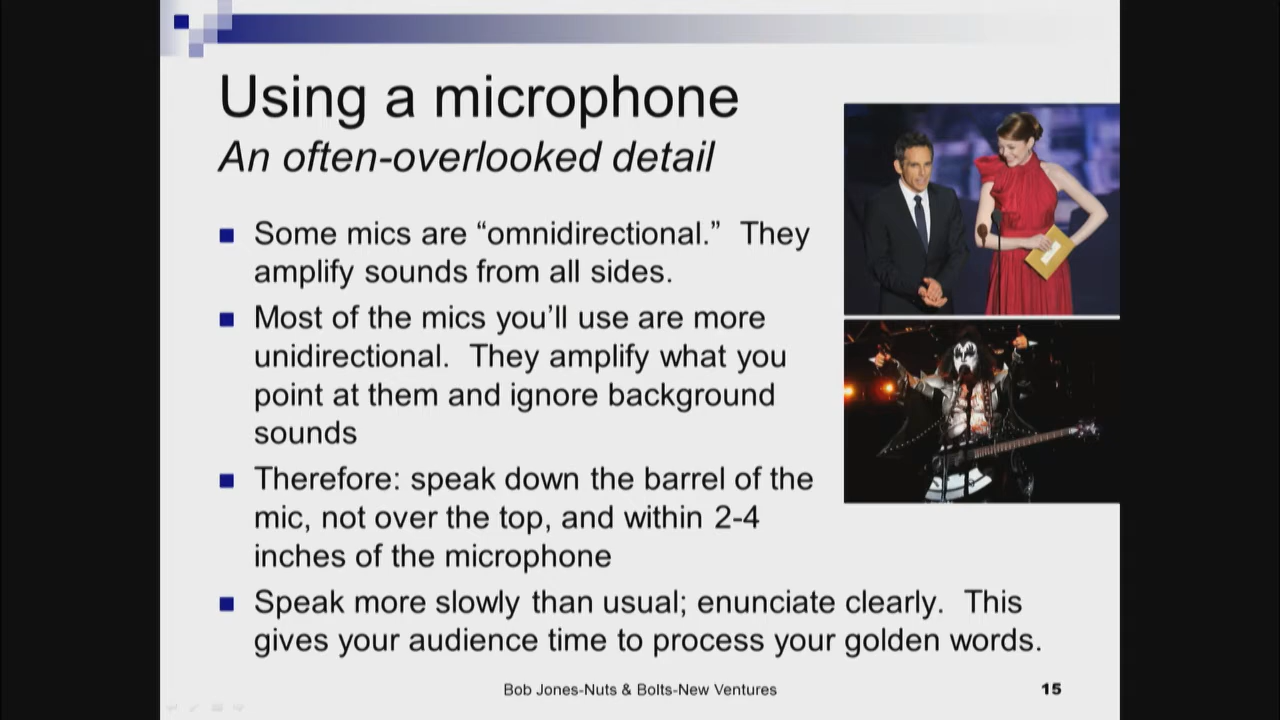 Using a microphone
An often-overlooked detail
Some mics are “omnidirectional.” They
amplify sounds from all sides.
Most of the mics you’ll use are more
unidirectional. They amplify what you
point at them and ignore background
sounds
Therefore: speak down the barrel of the
mic, not over the top, and within 2-4
inches of the microphone
Speak more slowly than usual; enunciate clearly. This
gives your audience time to process your golden words.
Bob Jones-Nuts & Bolts-New Ventures
15